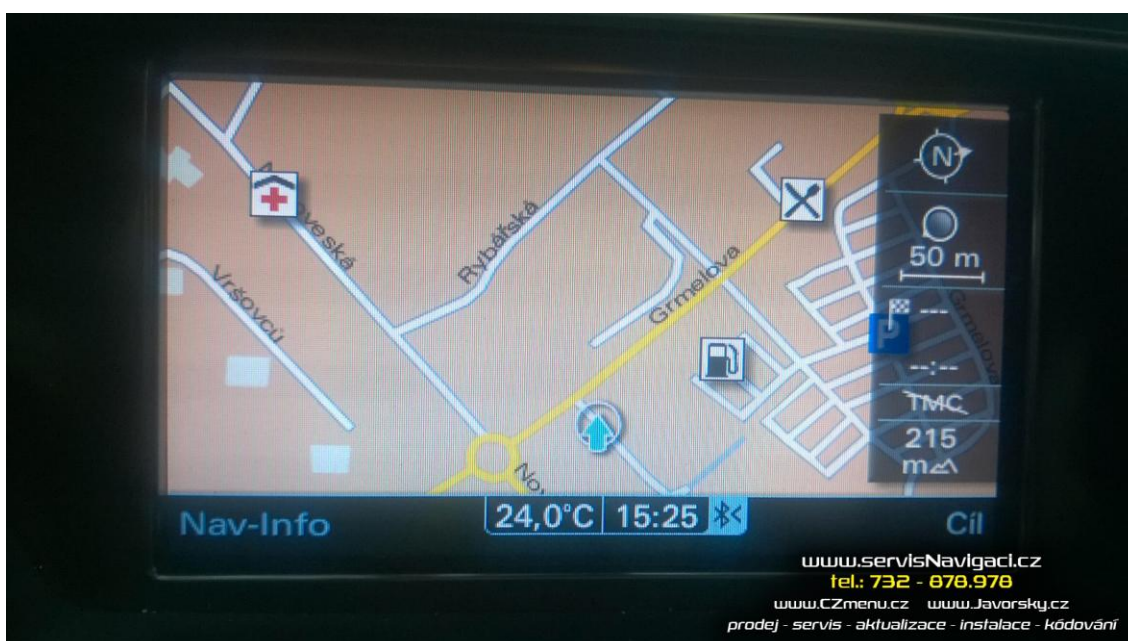 N
50 m
Rybářská
Vršovců
Grmelova
Grmelova
P
---
--:--
TMC
215
m
Nav-Info
24,0°C
15:25
Cíl
www.servisNavigaci.cz
tel.: 732 - 878.978
www.CZmenu.cz www.Javorsky.cz
prodej - servis - aktualizace - instalace - kódování